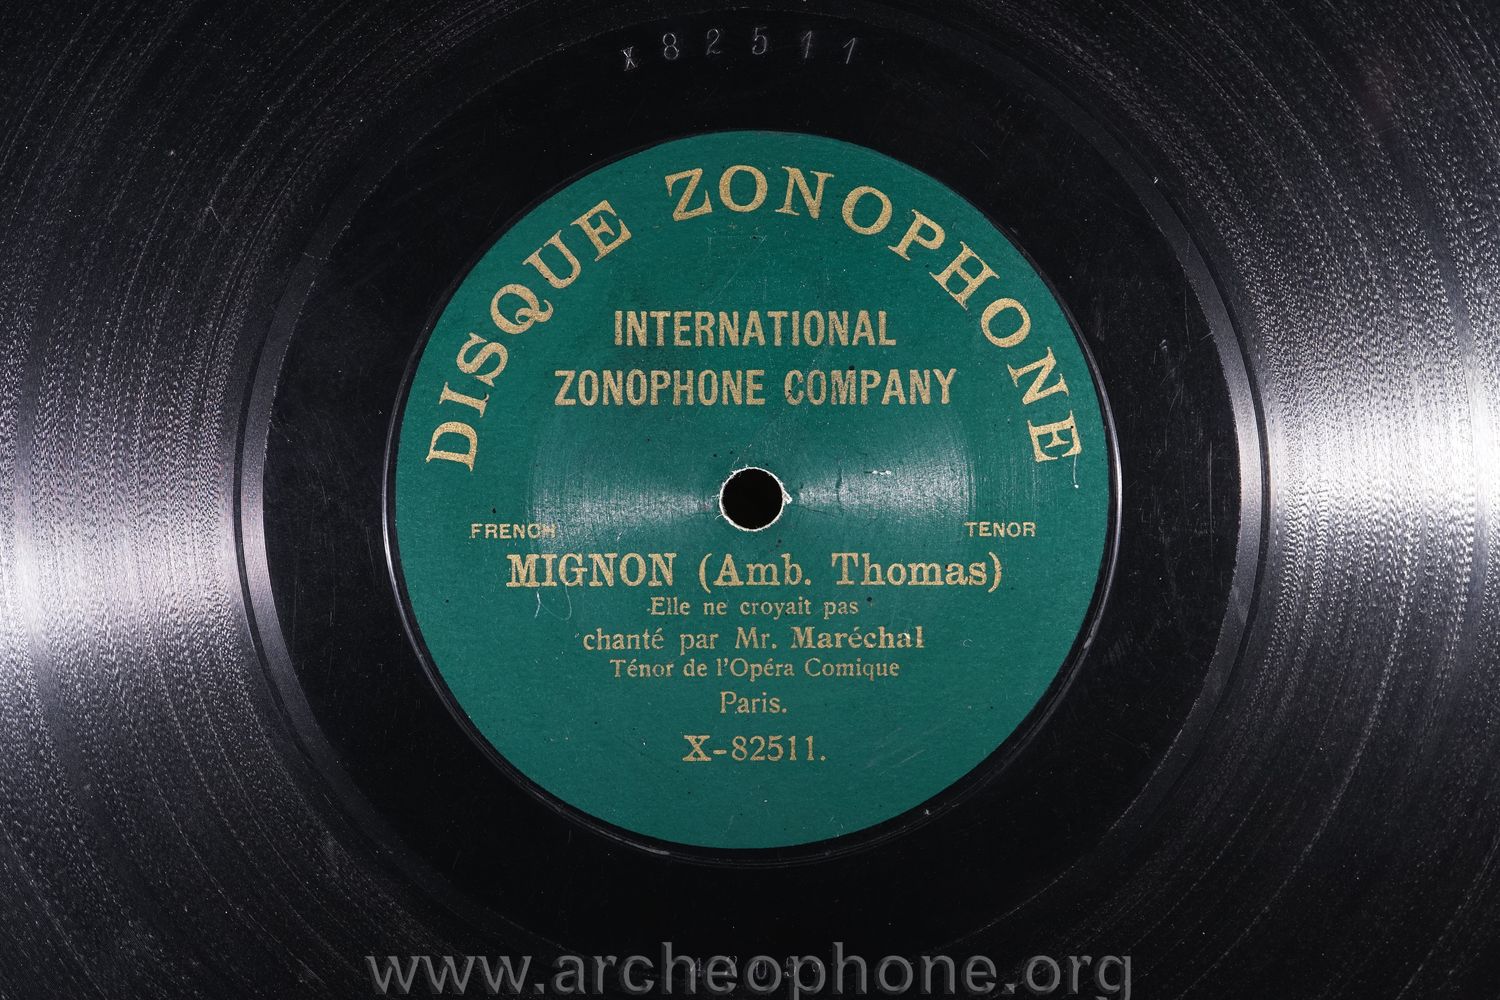 x82511
DISQUE ZONOPHONE
INTERNATIONAL
ZONOPHONE COMPANY
FRENCH TENOR
MIGNON (Amb. Thomas)
Elle ne croyait pas
chanté par Mr. Maréchal
Ténor de l'Opéra Comique
Paris.
X-82511.
www.archeophone.org